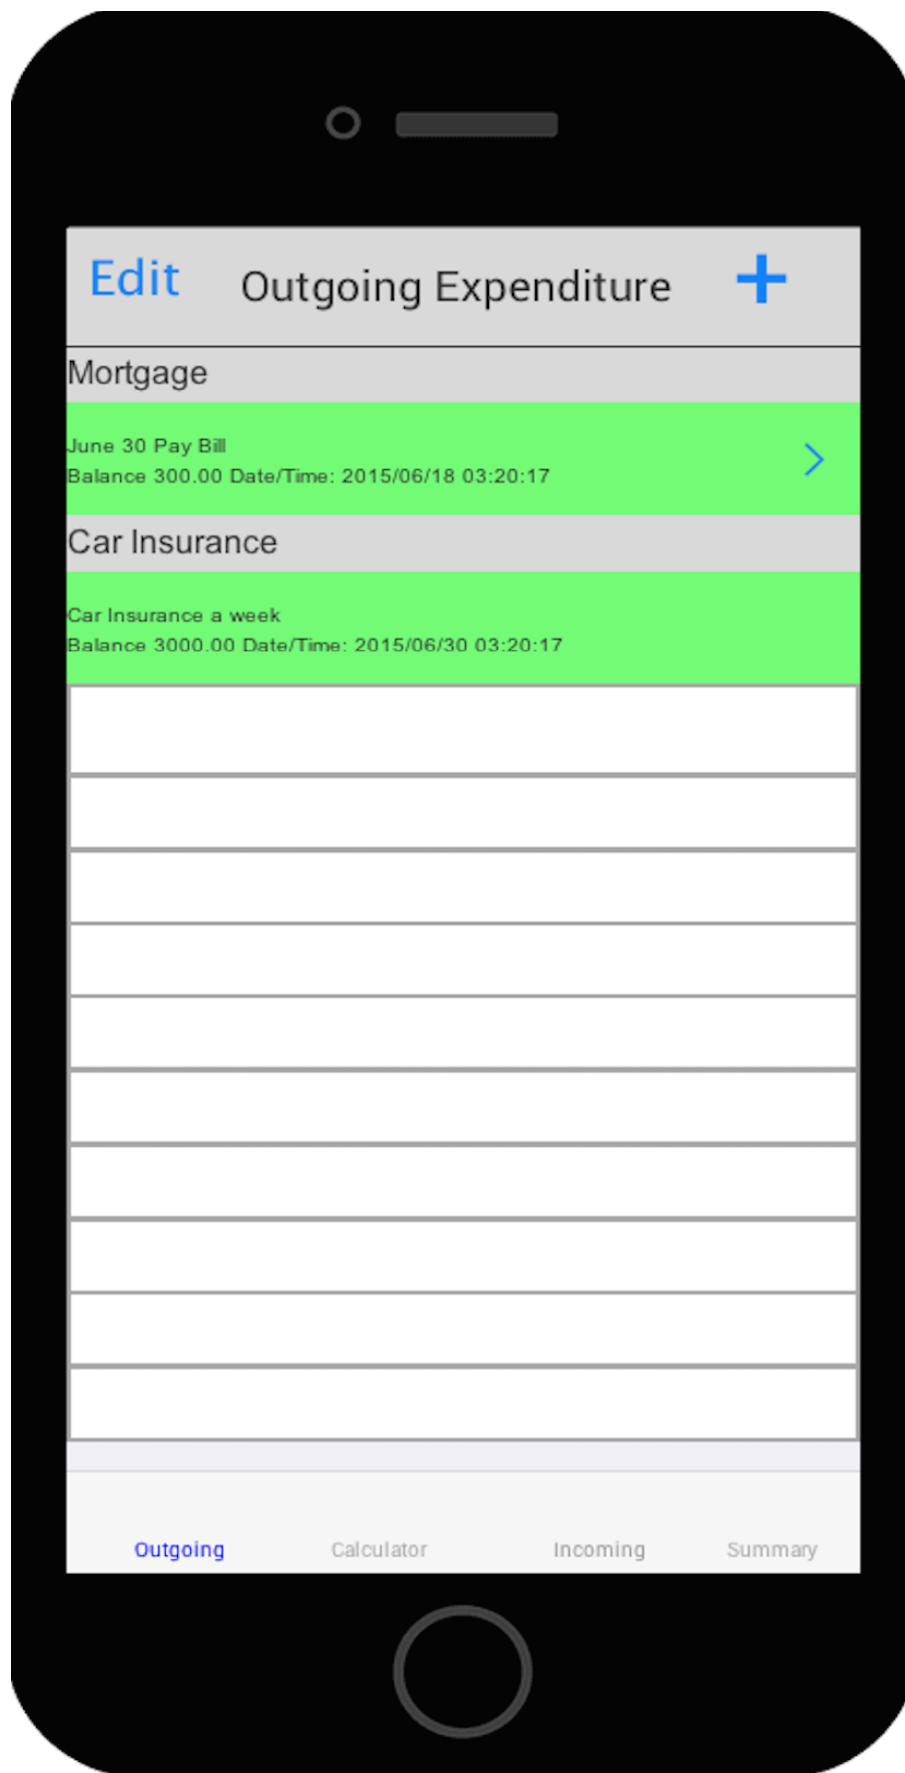 Edit
Outgoing Expenditure
+
Mortgage
June 30 Pay Bill
Balance 300.00 Date/Time: 2015/06/18 03:20:17
Car Insurance
Car Insurance a week
Balance 3000.00 Date/Time: 2015/06/30 03:20:17
Outgoing
Calculator
Incoming
Summary